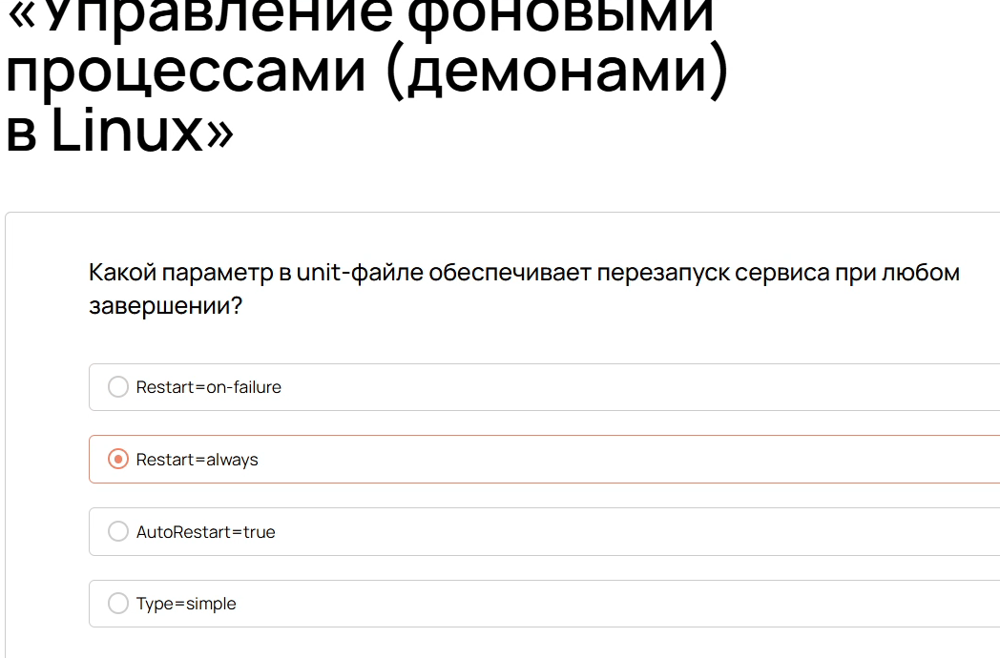 «Управление фоновыми
процессами (демонами)
в Linux»
Какой параметр в unit-файле обеспечивает перезапуск сервиса при любом
завершении?
Restart=on-failure
Restart=always
AutoRestart=true
Type=simple